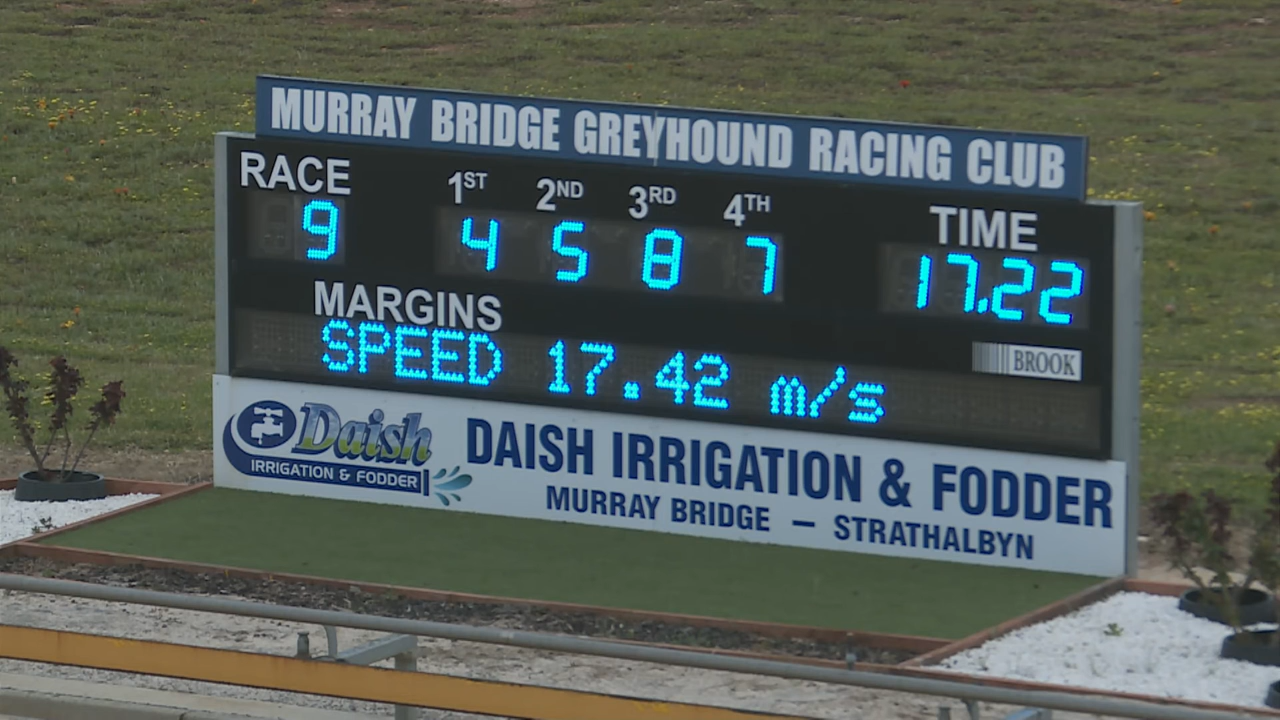 MURRAY BRIDGE GREYHOUND RACING CLUB
RACE 1ST 2ND 3RD 4TH TIME
9 4 5 8 7 17.22
MARGINS
SPEED 17.42 m/s
BROOK
Daish
IRRIGATION & FODDER
DAISH IRRIGATION & FODDER
MURRAY BRIDGE – STRATHALBYN